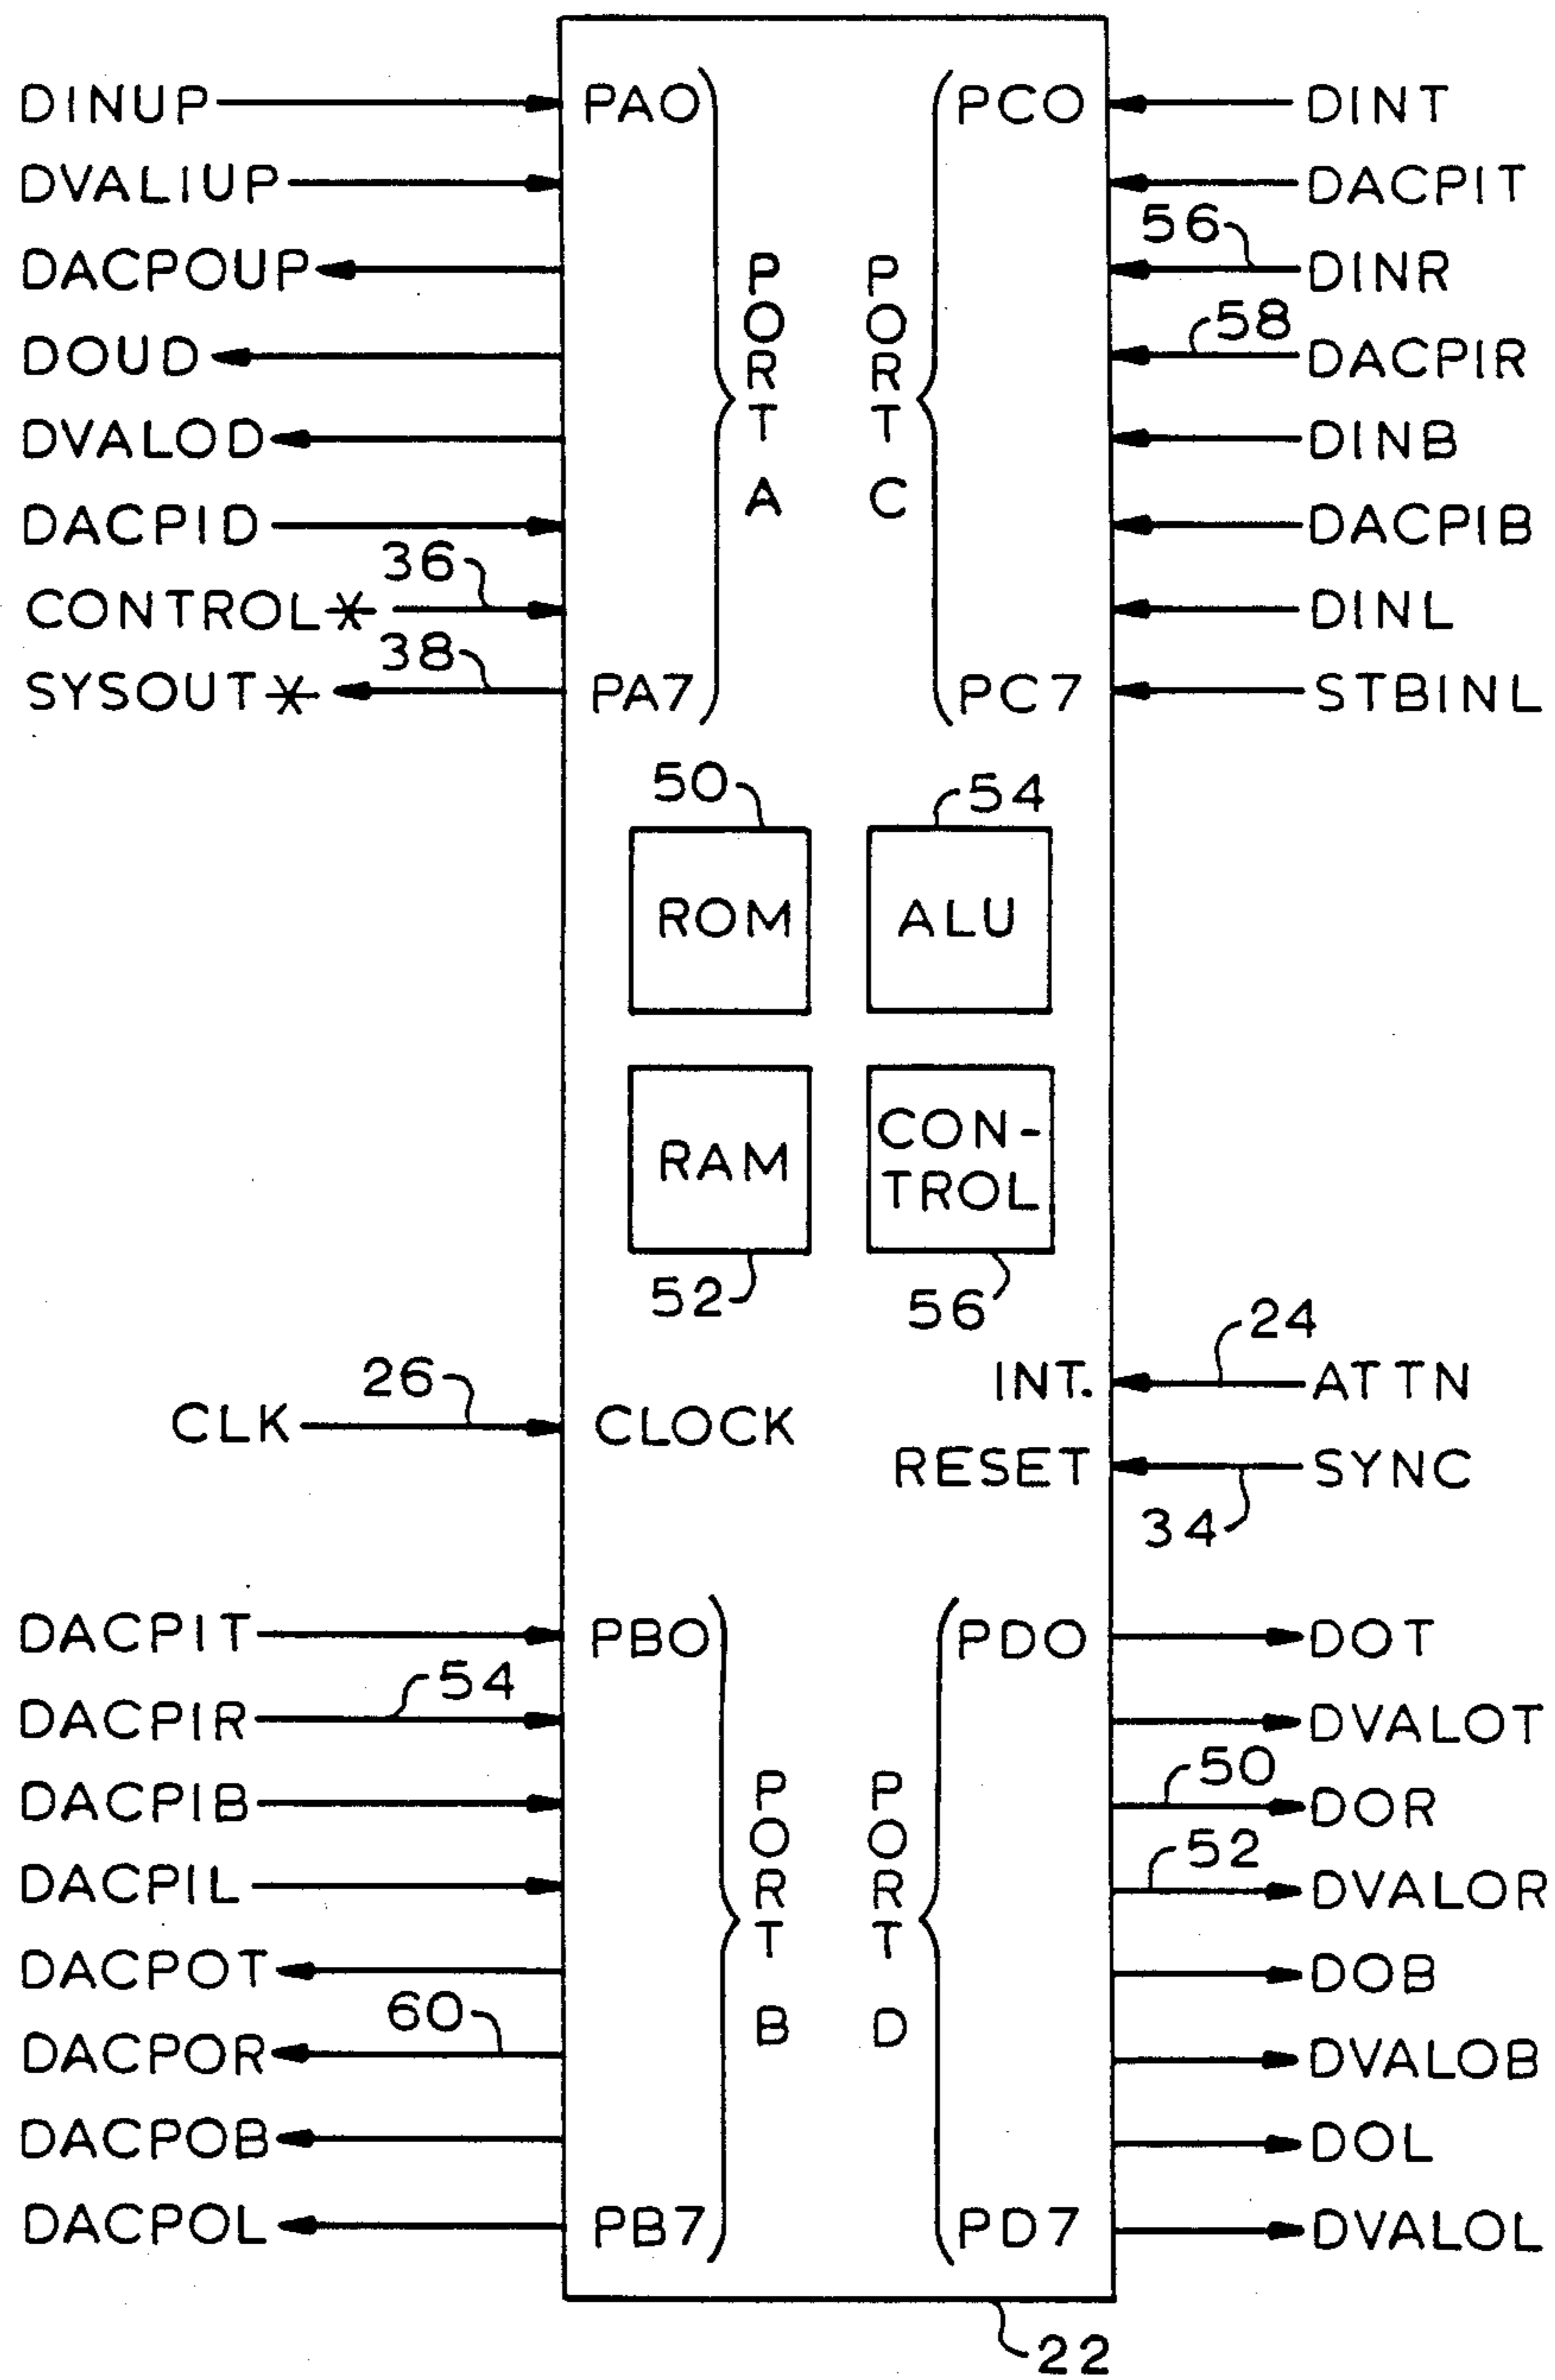 DINUP PA0 PC0 DINT
DVALIUP DACPIT
56
DACPOUP DINR
58
DOUD DACPIR
DVALOD DINB
DACPID DACPIB
36
CONTROL* DINL
38
SYSOUT* PA7 PC7 STBINL
PORT A
PORT C
50 54
ROM ALU
RAM CON-
TROL
52 56
24
INT. ATTN
26
CLK CLOCK
RESET SYNC
34
DACPIT PB0 PD0 DOT
54
DACPIR DVALOT
50
DACPIB DOR
52
DACPIL DVALOR
DACPOT DOB
60
DACPOR DVALOB
DACPOB DOL
DACPOL PB7 PD7 DVALOL
PORT B
PORT D
22